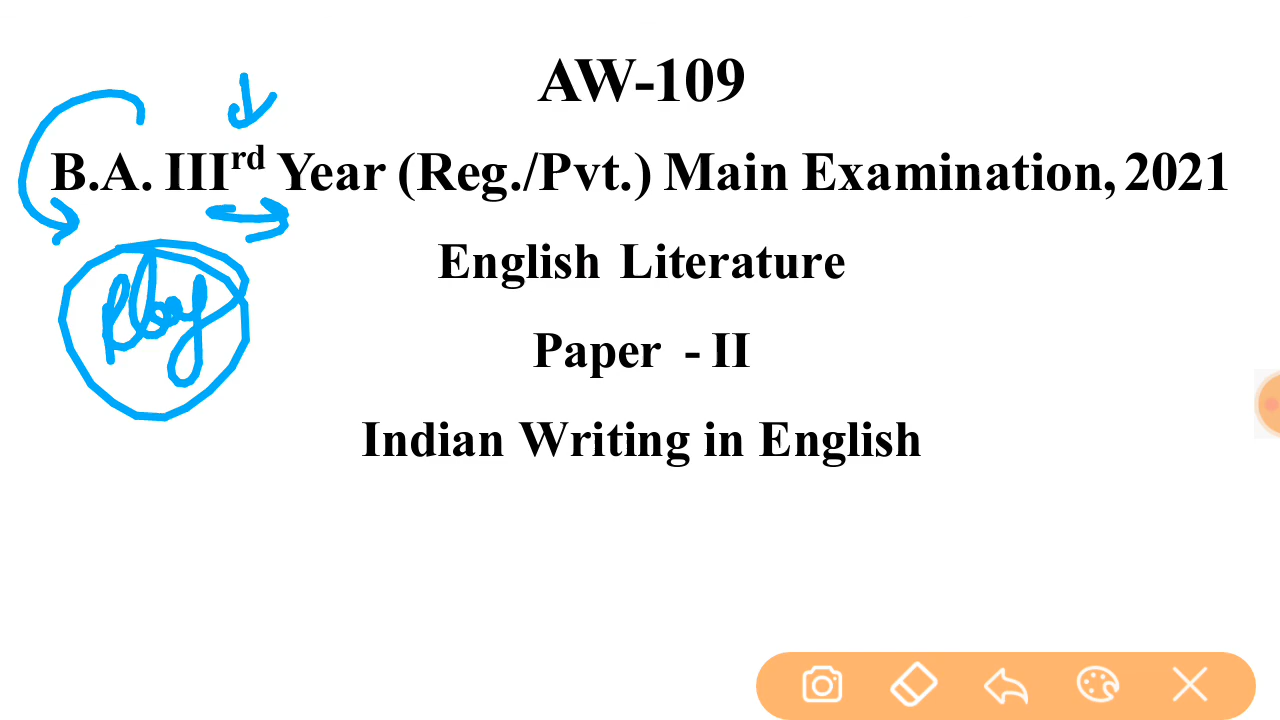 AW-109
B.A. IIIrd Year (Reg./Pvt.) Main Examination, 2021
English Literature
Paper - II
Indian Writing in English